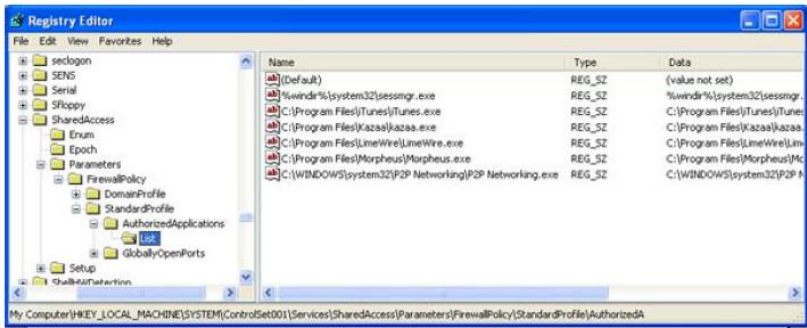 Registry Editor
File Edit View Favorites Help
seclogon
SENS
Serial
Sfloppy
SharedAccess
Enum
Epoch
Parameters
FirewallPolicy
DomainProfile
StandardProfile
AuthorizedApplications
List
GloballyOpenPorts
Setup
ShellHWDetection
Name Type Data
(Default) REG_SZ (value not set)
%windir%\system32\sessmgr.exe REG_SZ %windir%\system32\sessmgr.
C:\Program Files\iTunes\iTunes.exe REG_SZ C:\Program Files\iTunes\iTune
C:\Program Files\Kazaa\kazaa.exe REG_SZ C:\Program Files\Kazaa\kazaa.
C:\Program Files\LimeWire\LimeWire.exe REG_SZ C:\Program Files\LimeWire\Lim
C:\Program Files\Morpheus\Morpheus.exe REG_SZ C:\Program Files\Morpheus\Mo
C:\WINDOWS\system32\P2P Networking\P2P Networking.exe REG_SZ C:\WINDOWS\system32\P2P N
My Computer\HKEY_LOCAL_MACHINE\SYSTEM\ControlSet001\Services\SharedAccess\Parameters\FirewallPolicy\StandardProfile\AuthorizedA